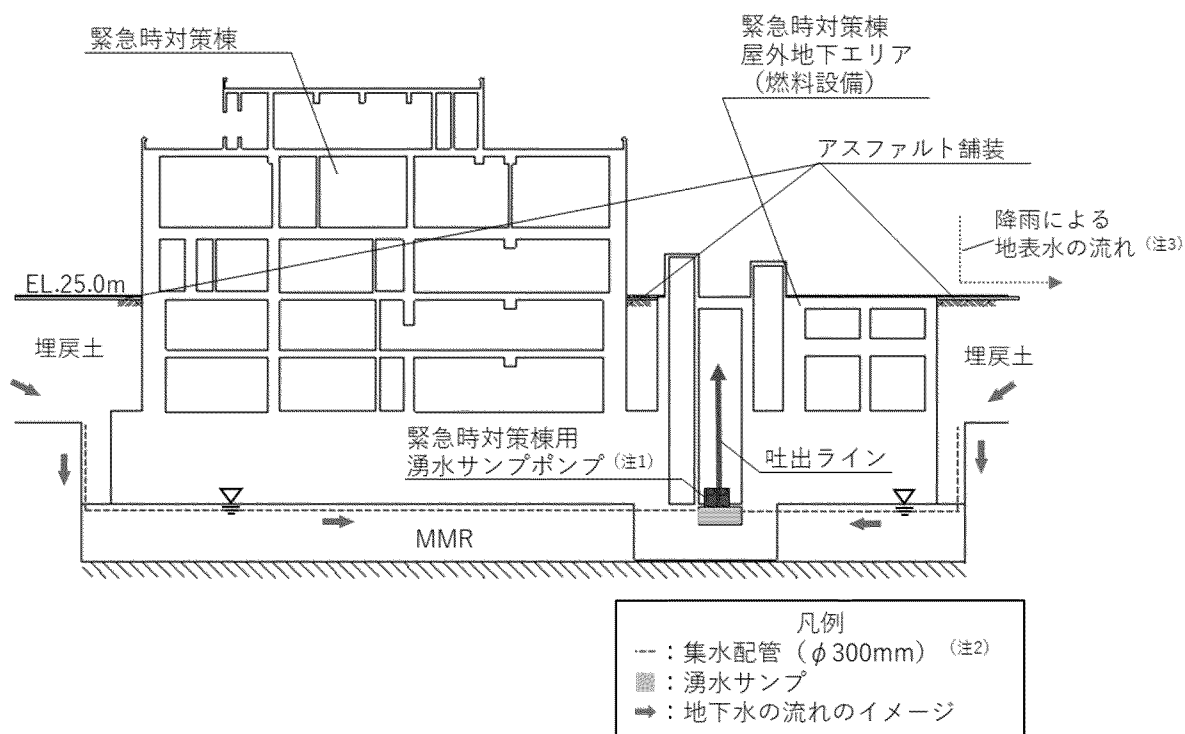 緊急時対策棟
緊急時対策棟
屋外地下エリア
（燃料設備）
アスファルト舗装
降雨による
地表水の流れ（注3）
EL.25.0m
埋戻土
埋戻土
緊急時対策棟用
湧水サンプポンプ（注1）
吐出ライン
MMR
凡例
---：集水配管（φ300mm）（注2）
：湧水サンプ
：地下水の流れのイメージ